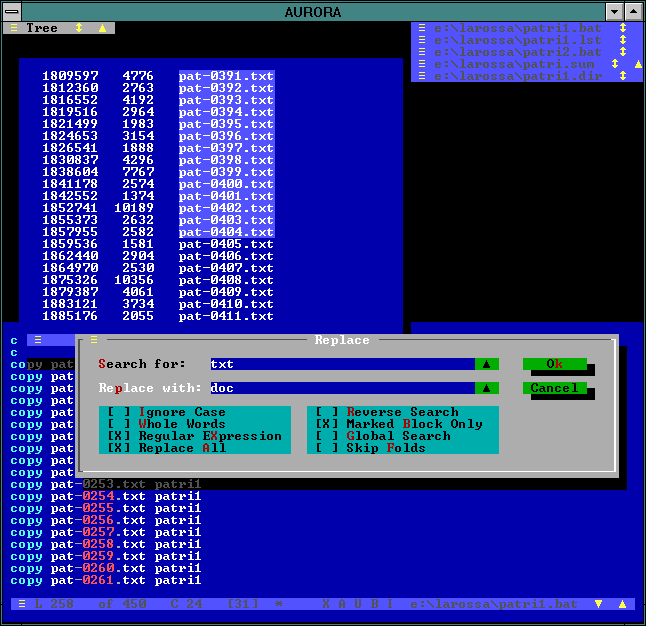 AURORA
≡ Tree ↕ ▲
≡ e:\larossa\patri1.bat ↕
≡ e:\larossa\patri1.lst ↕
≡ e:\larossa\patri2.bat ↕
≡ e:\larossa\patri.sum ↕ ▲
≡ e:\larossa\patri.dir ↕
1809597 4776 pat-0391.txt
1812360 2763 pat-0392.txt
1816552 4192 pat-0393.txt
1819516 2964 pat-0394.txt
1821499 1983 pat-0395.txt
1824653 3154 pat-0396.txt
1826541 1888 pat-0397.txt
1830837 4296 pat-0398.txt
1838604 7767 pat-0399.txt
1841178 2574 pat-0400.txt
1842552 1374 pat-0401.txt
1852741 10189 pat-0402.txt
1855373 2632 pat-0403.txt
1857955 2582 pat-0404.txt
1859536 1581 pat-0405.txt
1862440 2904 pat-0406.txt
1864970 2530 pat-0407.txt
1875326 10356 pat-0408.txt
1879387 4061 pat-0409.txt
1883121 3734 pat-0410.txt
1885176 2055 pat-0411.txt
c ≡
c
copy pat
copy pat
copy pat
copy pat
copy pat
copy pat
copy pat
copy pat
copy pat
copy pat
≡ Replace
Search for: txt ▲ Ok
Replace with: doc ▲ Cancel
[ ] Ignore Case [ ] Reverse Search
[ ] Whole Words [X] Marked Block Only
[X] Regular EXpression [ ] Global Search
[X] Replace All [ ] Skip Folds
copy pat-0253.txt patri1
copy pat-0254.txt patri1
copy pat-0255.txt patri1
copy pat-0256.txt patri1
copy pat-0257.txt patri1
copy pat-0258.txt patri1
copy pat-0259.txt patri1
copy pat-0260.txt patri1
copy pat-0261.txt patri1
≡ L 258 of 450 C 24 [31] * X A U B I e:\larossa\patri1.bat ▼ ▲